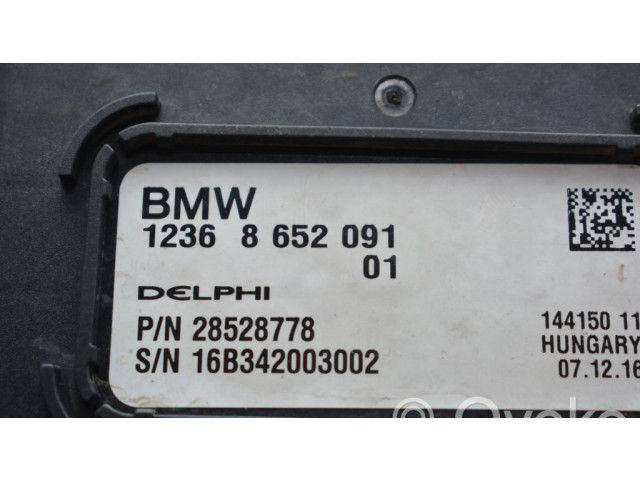 BMW
1236 8 652 091
01
DELPHI
P/N 28528778
S/N 16B342003002
144150 11
HUNGARY
07.12.16